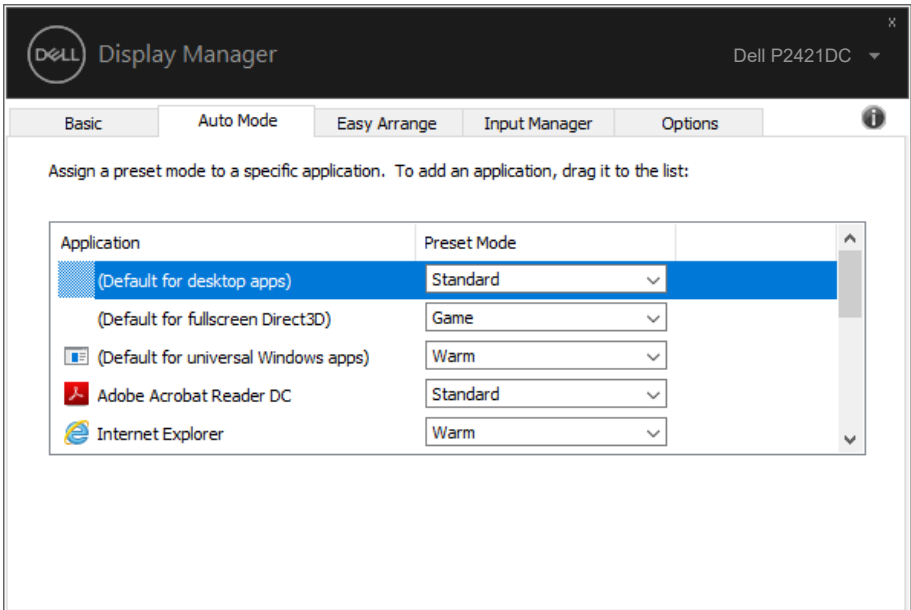 DELL Display Manager
x
Dell P2421DC
Basic Auto Mode Easy Arrange Input Manager Options
Assign a preset mode to a specific application.  To add an application, drag it to the list:
Application Preset Mode
(Default for desktop apps) Standard
(Default for fullscreen Direct3D) Game
(Default for universal Windows apps) Warm
Adobe Acrobat Reader DC Standard
Internet Explorer Warm